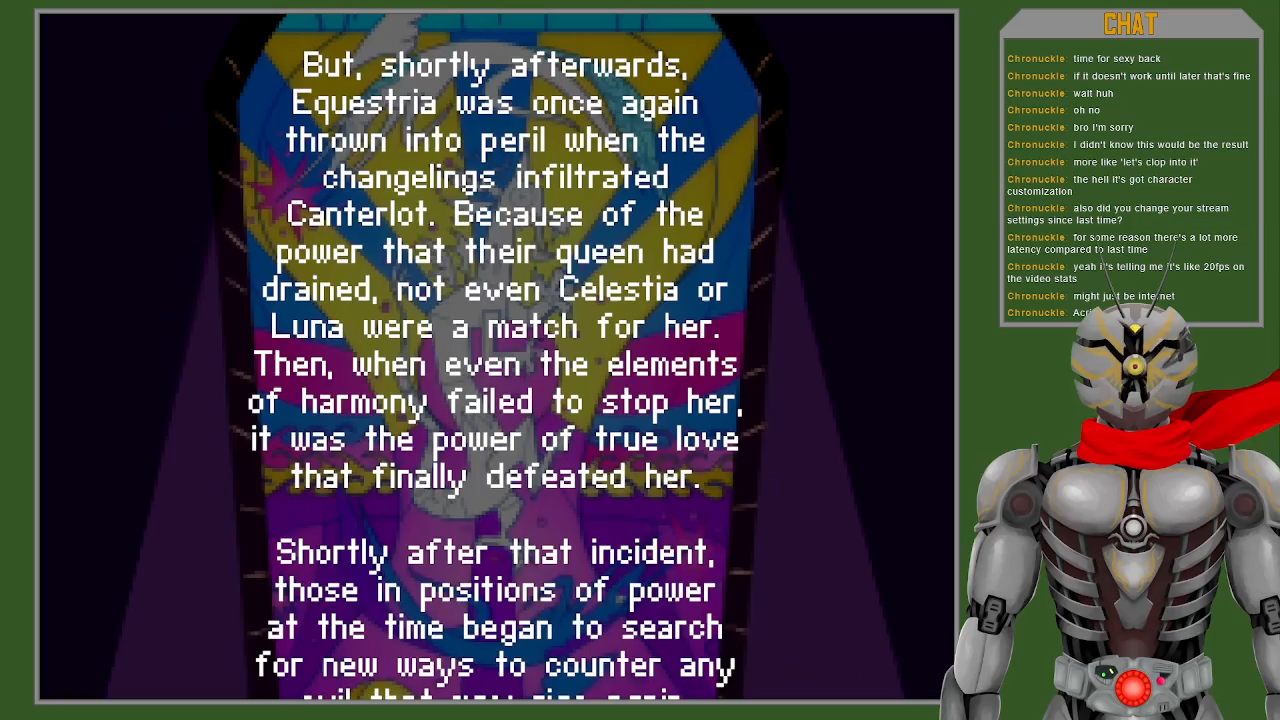 But, shortly afterwards,
Equestria was once again
thrown into peril when the
changelings infiltrated
Canterlot. Because of the
power that their queen had
drained, not even Celestia or
Luna were a match for her.
Then, when even the elements
of harmony failed to stop her,
it was the power of true love
that finally defeated her.
Shortly after that incident,
those in positions of power
at the time began to search
for new ways to counter any
CHAT
Chronuckle time for sexy back
Chronuckle if it doesn't work until later that's fine
Chronuckle wait huh
Chronuckle oh no
Chronuckle bro I'm sorry
Chronuckle I didn't know this would be the result
Chronuckle more like 'let's clop into it'
Chronuckle the hell it's got character
customization
Chronuckle also did you change your stream
settings since last time?
Chronuckle for some reason there's a lot more
latency compared to last time
Chronuckle yeah it's telling me it's like 20fps on
the video stats
Chronuckle might just be internet
Chronuckle